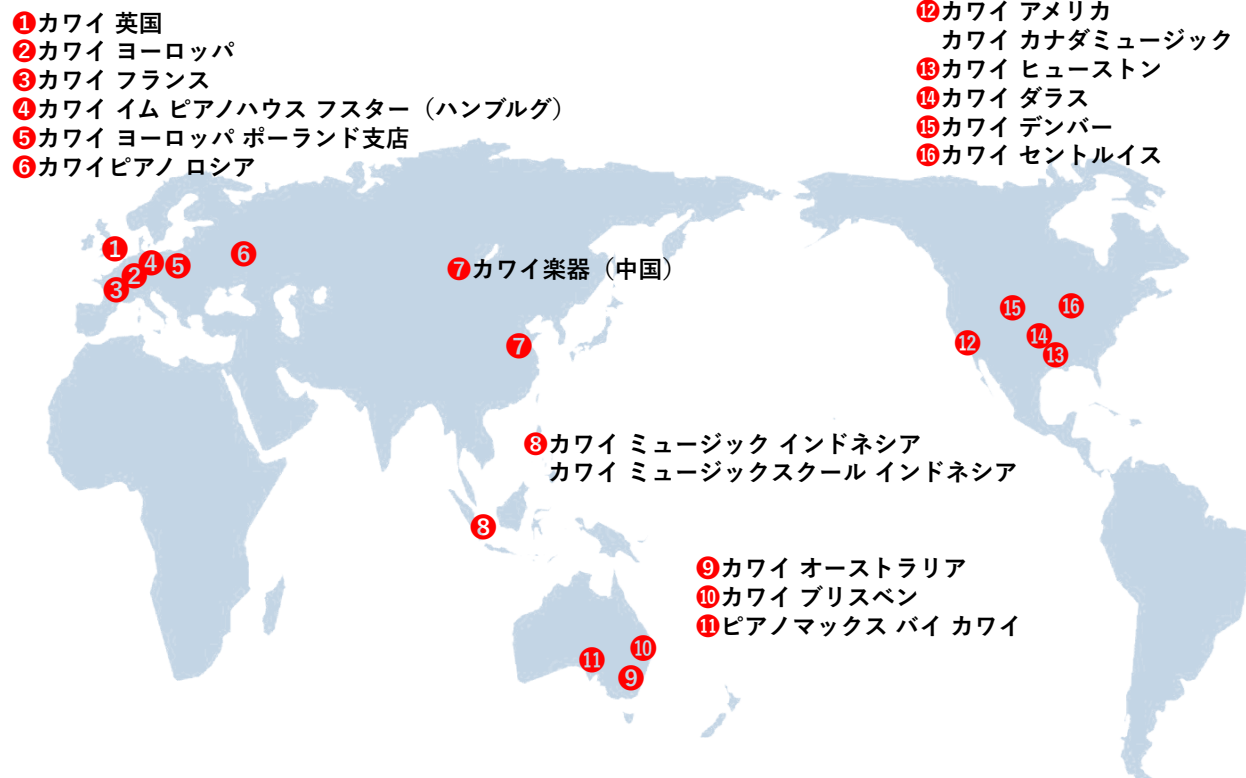 ❶カワイ 英国
❷カワイ ヨーロッパ
❸カワイ フランス
❹カワイ イム ピアノハウス フスター（ハンブルグ）
❺カワイ ヨーロッパ ポーランド支店
❻カワイピアノ ロシア
⓬カワイ アメリカ
カワイ カナダミュージック
⓭カワイ ヒューストン
⓮カワイ ダラス
⓯カワイ デンバー
⓰カワイ セントルイス
❶
❷
❸
❹
❺
❻
❼カワイ楽器（中国）
❼
⓯
⓰
⓬
⓮
⓭
❽カワイ ミュージック インドネシア
カワイ ミュージックスクール インドネシア
❽
❾カワイ オーストラリア
❿カワイ ブリスベン
⓫ピアノマックス バイ カワイ
❿
⓫
❾